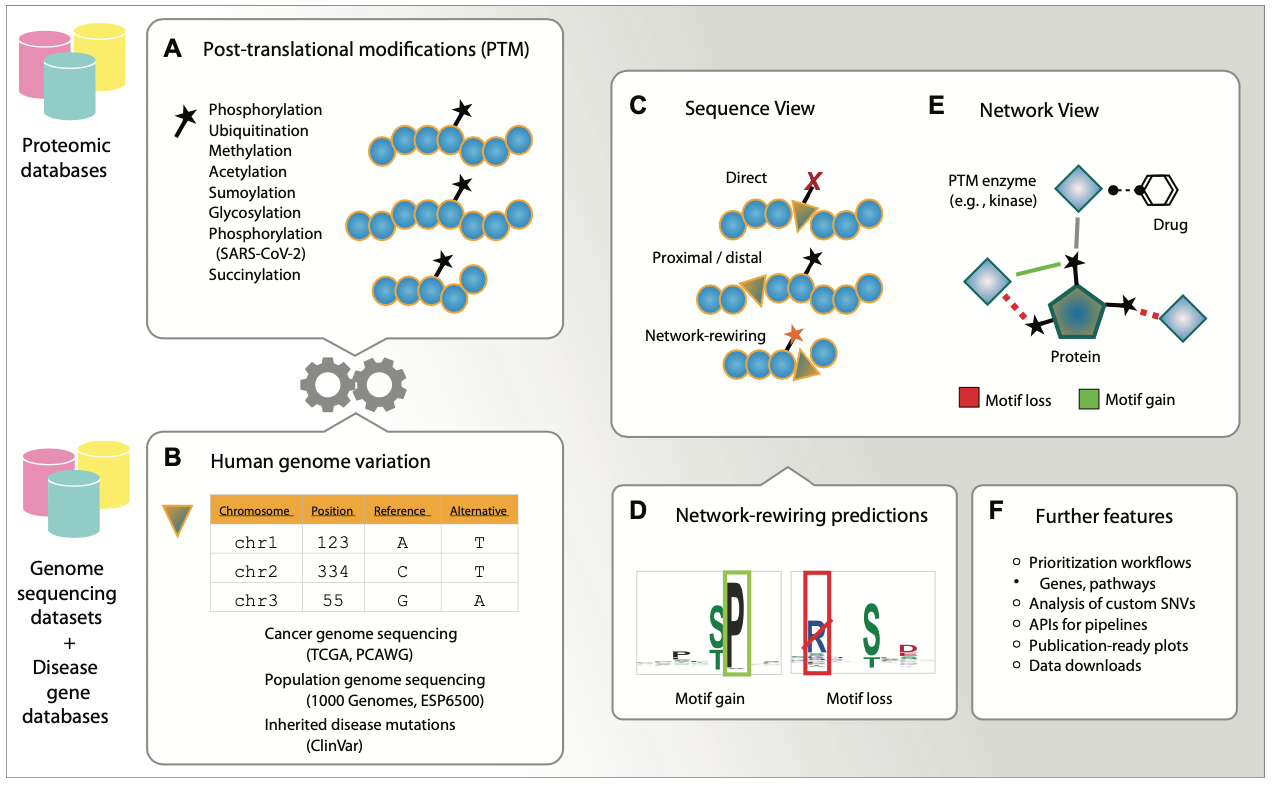 Proteomic
databases
A Post-translational modifications (PTM)
Phosphorylation
Ubiquitination
Methylation
Acetylation
Sumoylation
Glycosylation
Phosphorylation
(SARS-CoV-2)
Succinylation
Genome
sequencing
datasets
+
Disease
gene
databases
B Human genome variation
Chromosome Position Reference Alternative
chr1 123 A T
chr2 334 C T
chr3 55 G A
Cancer genome sequencing
(TCGA, PCAWG)
Population genome sequencing
(1000 Genomes, ESP6500)
Inherited disease mutations
(ClinVar)
C Sequence View
Direct
X
Proximal / distal
Network-rewiring
E Network View
PTM enzyme
(e.g., kinase)
Drug
Protein
Motif loss
Motif gain
D Network-rewiring predictions
P S T P
R S T D
Motif gain
Motif loss
F Further features
Prioritization workflows
Genes, pathways
Analysis of custom SNVs
APIs for pipelines
Publication-ready plots
Data downloads